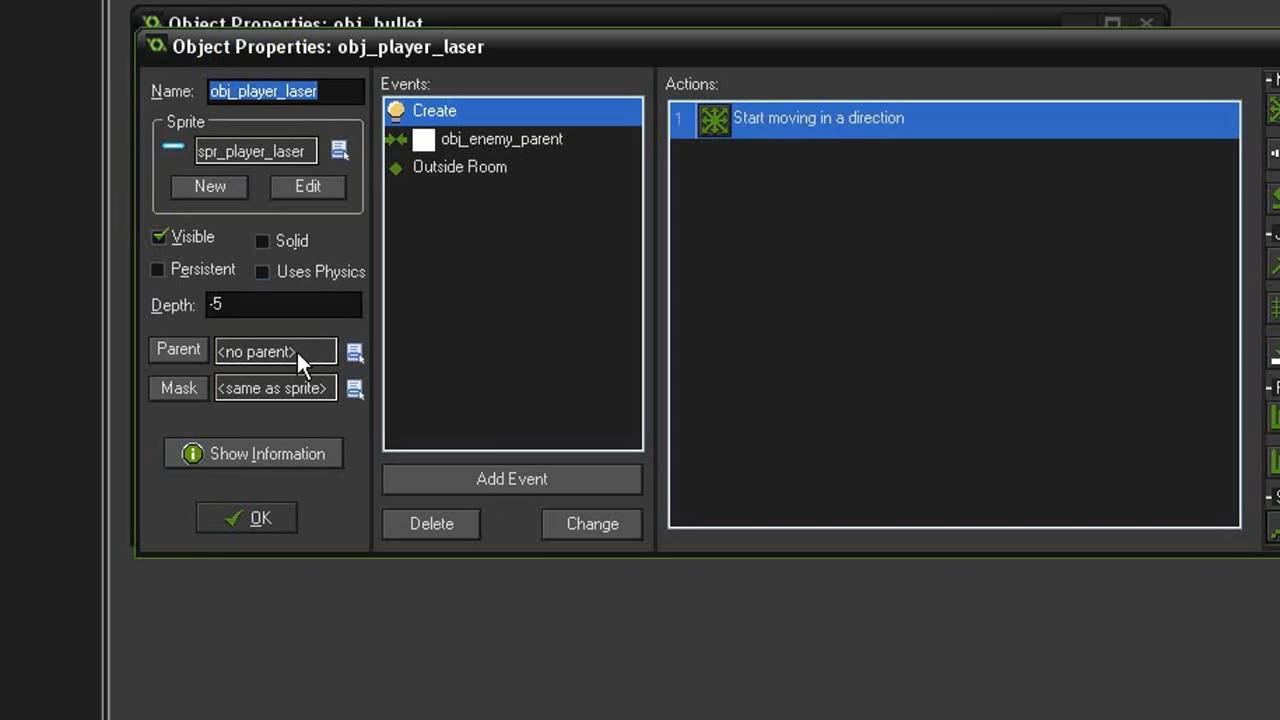 Object Properties: obj_bullet
Object Properties: obj_player_laser
Name: obj_player_laser
Sprite
spr_player_laser
New Edit
Visible Solid
Persistent Uses Physics
Depth: -5
Parent <no parent>
Mask <same as sprite>
Show Information
OK
Events:
Create
obj_enemy_parent
Outside Room
Add Event
Delete Change
Actions:
1 Start moving in a direction